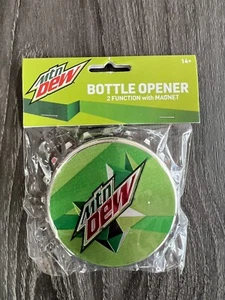 14+
Mtn
DEW
BOTTLE OPENER
2 FUNCTION with MAGNET
Mtn
DEW